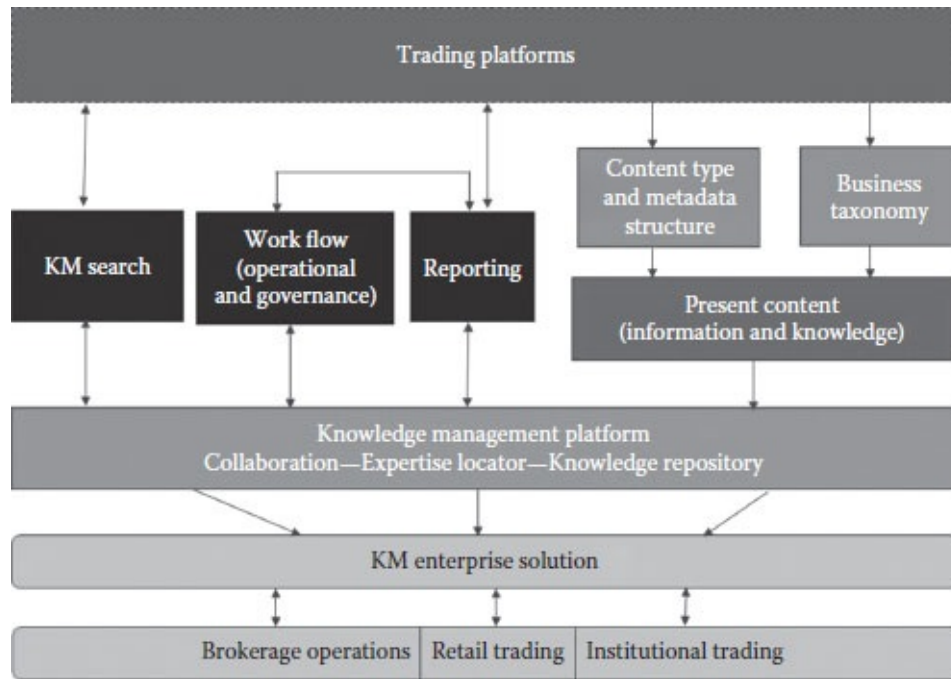 Trading platforms
Content type
and metadata
structure
Business
taxonomy
KM search
Work flow
(operational
and governance)
Reporting
Present content
(information and knowledge)
Knowledge management platform
Collaboration—Expertise locator—Knowledge repository
KM enterprise solution
Brokerage operations
Retail trading
Institutional trading